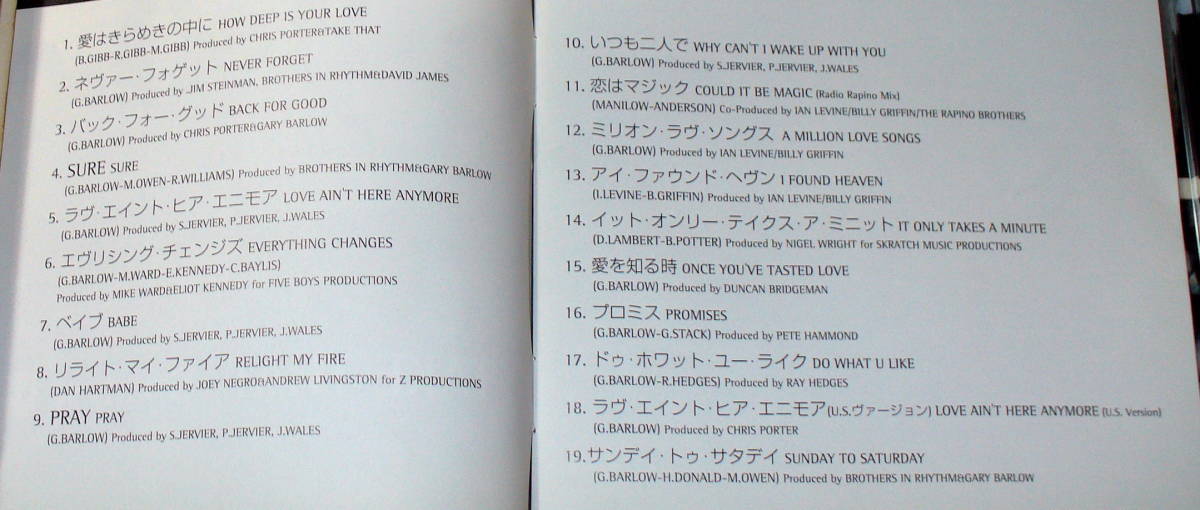 1. 愛はきらめきの中に HOW DEEP IS YOUR LOVE
(B.GIBB-R.GIBB-M.GIBB) Produced by CHRIS PORTER&TAKE THAT
2. ネヴァー・フォゲット NEVER FORGET
(G.BARLOW) Produced by JIM STEINMAN, BROTHERS IN RHYTHM&DAVID JAMES
3. バック・フォー・グッド BACK FOR GOOD
(G.BARLOW) Produced by CHRIS PORTER&GARY BARLOW
4. SURE SURE
(G.BARLOW-M.OWEN-R.WILLIAMS) Produced by BROTHERS IN RHYTHM&GARY BARLOW
5. ラヴ・エイント・ヒア・エニモア LOVE AIN'T HERE ANYMORE
(G.BARLOW) Produced by S.JERVIER, P.JERVIER, J.WALES
6. エヴリシング・チェンジズ EVERYTHING CHANGES
(G.BARLOW-M.WARD-E.KENNEDY-C.BAYLIS)
Produced by MIKE WARD&ELIOT KENNEDY for FIVE BOYS PRODUCTIONS
7. ベイブ BABE
(G.BARLOW) Produced by S.JERVIER, P.JERVIER, J.WALES
8. リライト・マイ・ファイア RELIGHT MY FIRE
(DAN HARTMAN) Produced by JOEY NEGRO&ANDREW LIVINGSTON for Z PRODUCTIONS
9. PRAY PRAY
(G.BARLOW) Produced by S.JERVIER, P.JERVIER, J.WALES
10. いつも二人で WHY CAN'T I WAKE UP WITH YOU
(G.BARLOW) Produced by S.JERVIER, P.JERVIER, J.WALES
11. 恋はマジック COULD IT BE MAGIC (Radio Rapino Mix)
(MANILOW-ANDERSON) Co-Produced by IAN LEVINE/BILLY GRIFFIN/THE RAPINO BROTHERS
12. ミリオン・ラヴ・ソングス A MILLION LOVE SONGS
(G.BARLOW) Produced by IAN LEVINE/BILLY GRIFFIN
13. アイ・ファウンド・ヘヴン I FOUND HEAVEN
(I.LEVINE-B.GRIFFIN) Produced by IAN LEVINE/BILLY GRIFFIN
14. イット・オンリー・テイクス・ア・ミニット IT ONLY TAKES A MINUTE
(D.LAMBERT-B.POTTER) Produced by NIGEL WRIGHT for SKRATCH MUSIC PRODUCTIONS
15. 愛を知る時 ONCE YOU'VE TASTED LOVE
(G.BARLOW) Produced by DUNCAN BRIDGEMAN
16. プロミス PROMISES
(G.BARLOW-G.STACK) Produced by PETE HAMMOND
17. ドゥ・ホワット・ユー・ライク DO WHAT U LIKE
(G.BARLOW-R.HEDGES) Produced by RAY HEDGES
18. ラヴ・エイント・ヒア・エニモア(U.S.ヴァージョン) LOVE AIN'T HERE ANYMORE (U.S. Version)
(G.BARLOW) Produced by CHRIS PORTER
19.サンデイ・トゥ・サタデイ SUNDAY TO SATURDAY
(G.BARLOW-H.DONALD-M.OWEN) Produced by BROTHERS IN RHYTHM&GARY BARLOW